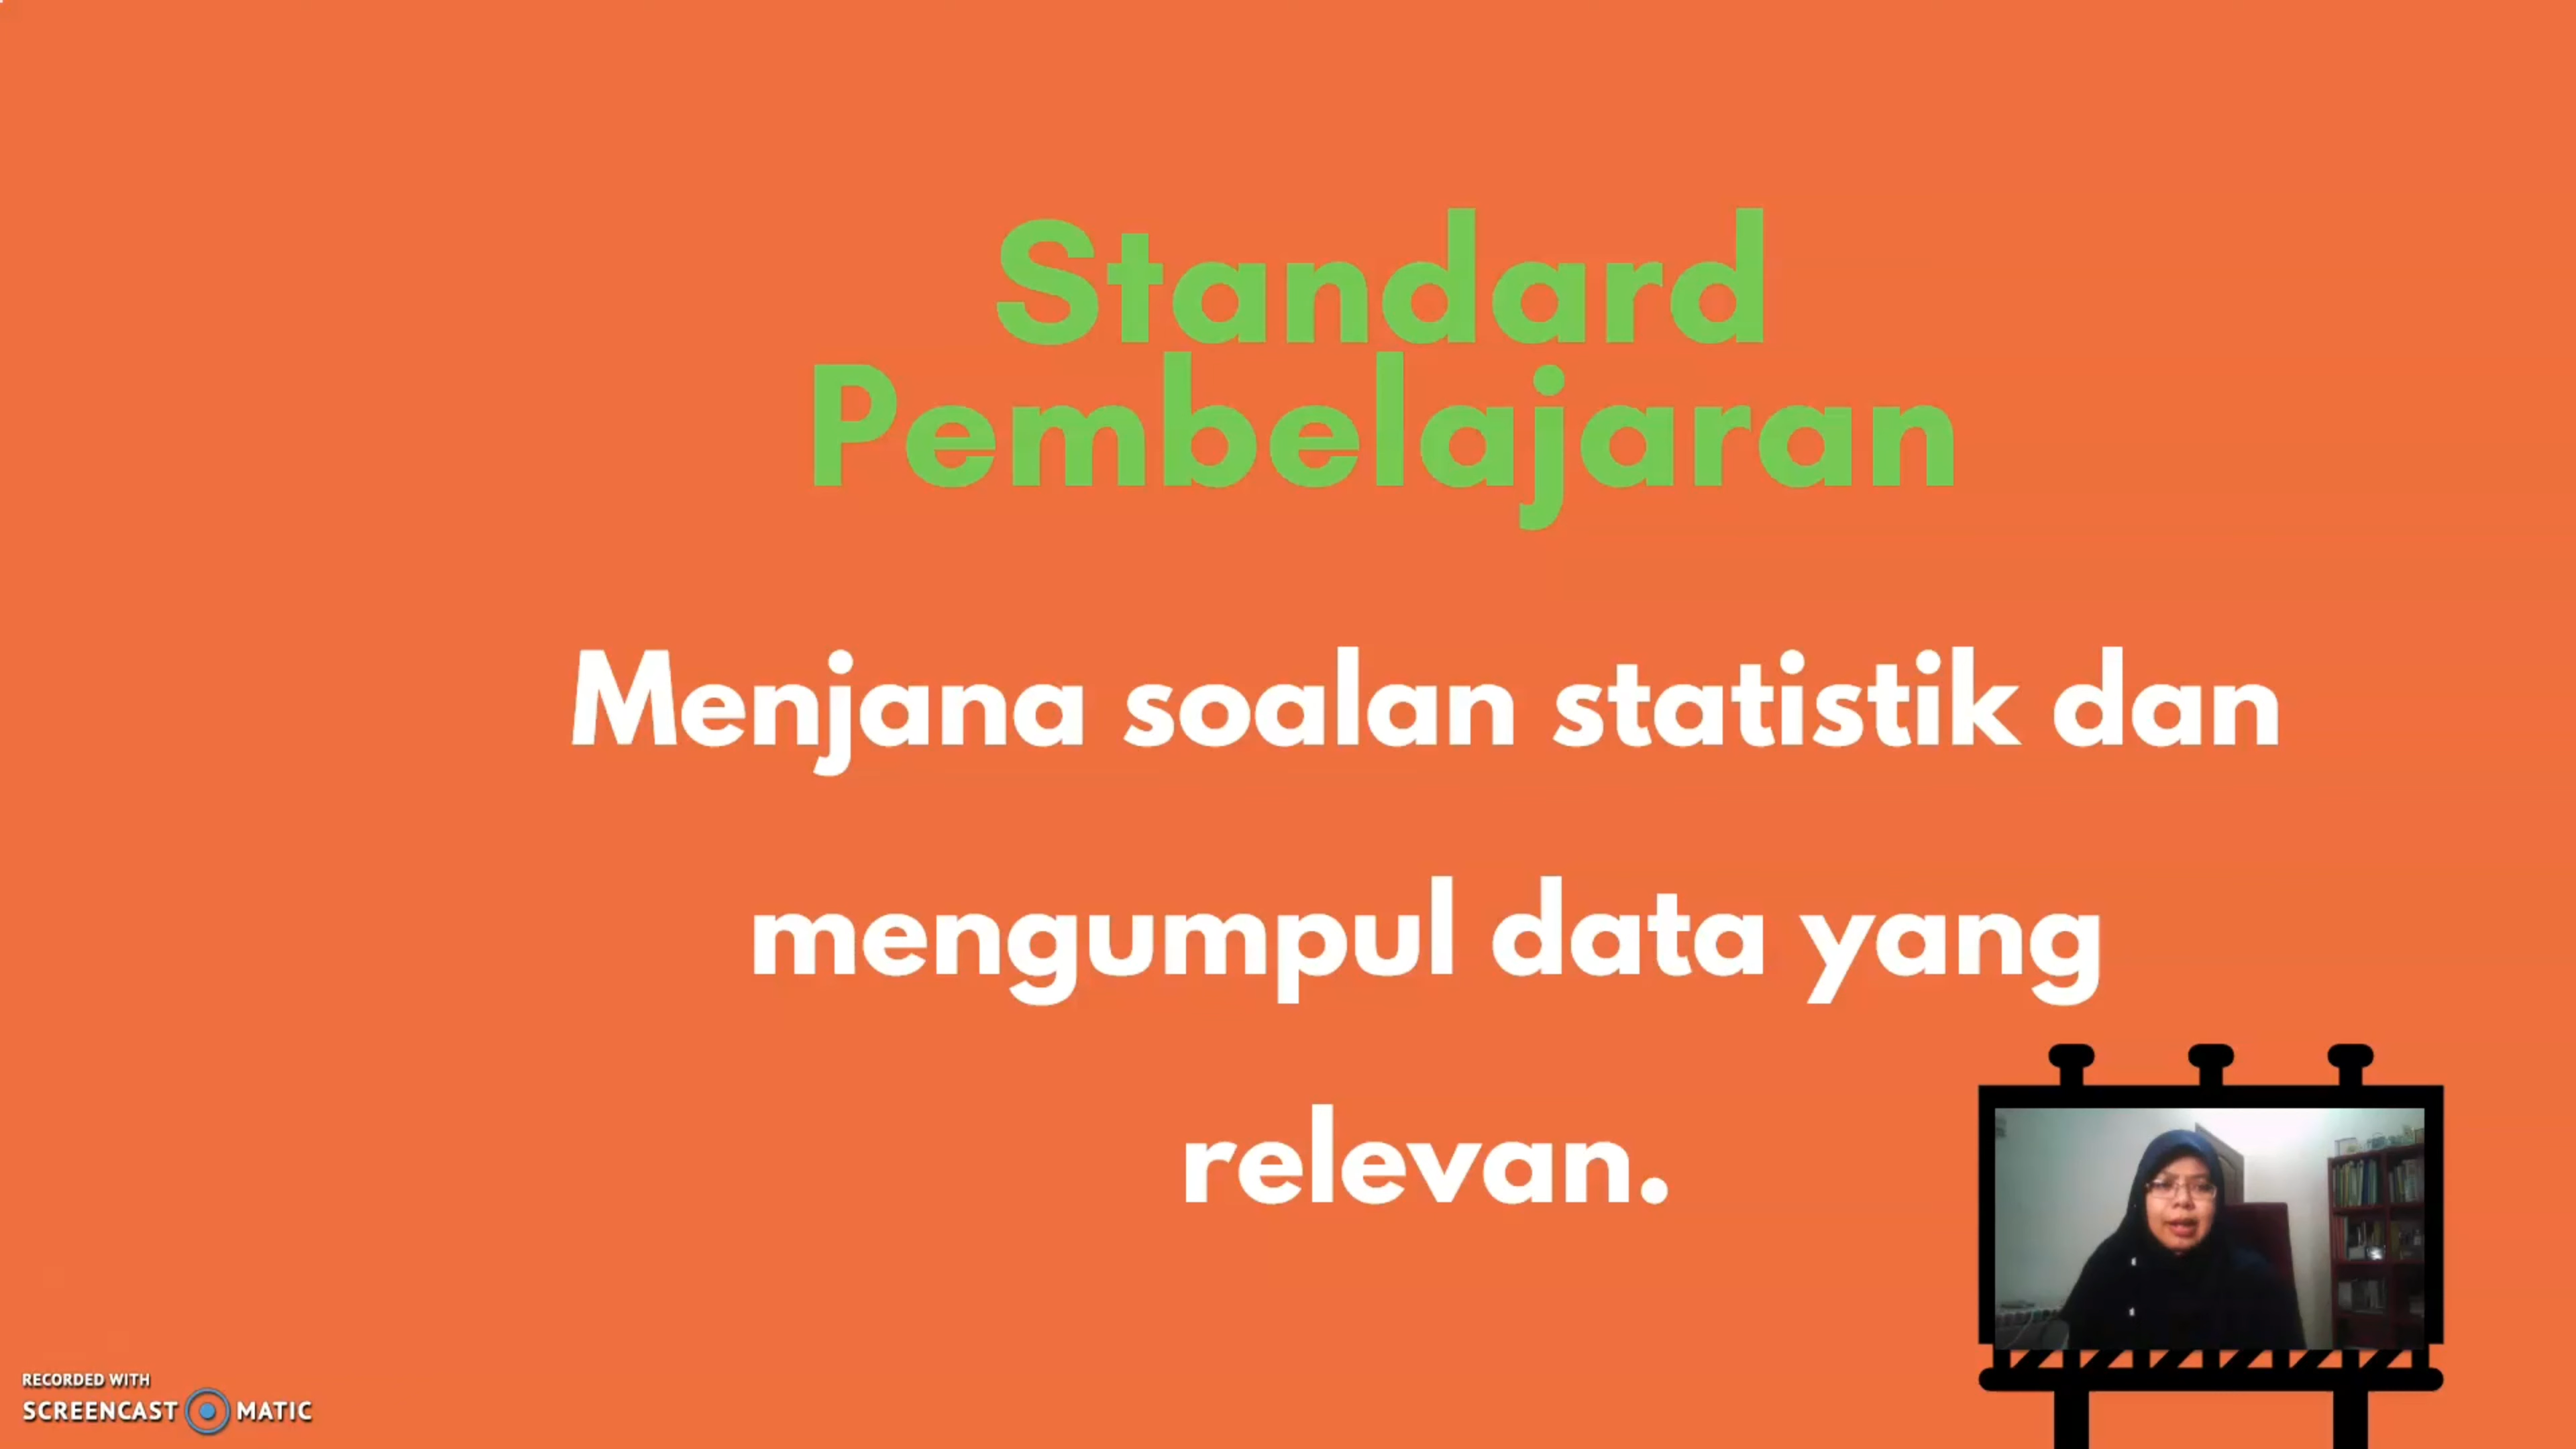 Standard
Pembelajaran
Menjana soalan statistik dan
mengumpul data yang
relevan.
RECORDED WITH
SCREENCAST MATIC